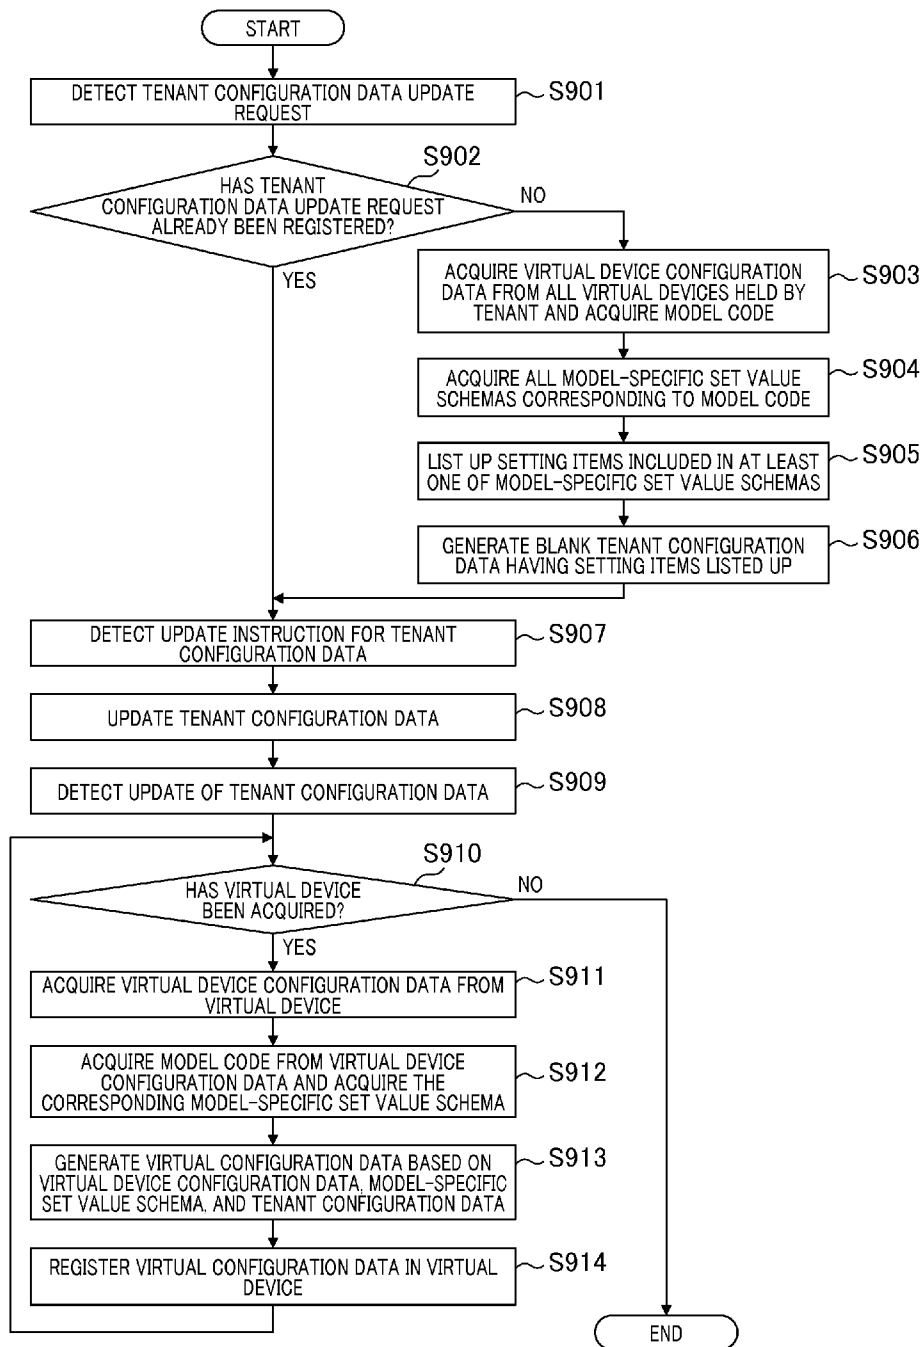 START
DETECT TENANT CONFIGURATION DATA UPDATE
REQUEST
S901
S902
HAS TENANT
CONFIGURATION DATA UPDATE REQUEST
ALREADY BEEN REGISTERED?
NO
YES
ACQUIRE VIRTUAL DEVICE CONFIGURATION
DATA FROM ALL VIRTUAL DEVICES HELD BY
TENANT AND ACQUIRE MODEL CODE
S903
ACQUIRE ALL MODEL-SPECIFIC SET VALUE
SCHEMAS CORRESPONDING TO MODEL CODE
S904
LIST UP SETTING ITEMS INCLUDED IN AT LEAST
ONE OF MODEL-SPECIFIC SET VALUE SCHEMAS
S905
GENERATE BLANK TENANT CONFIGURATION
DATA HAVING SETTING ITEMS LISTED UP
S906
DETECT UPDATE INSTRUCTION FOR TENANT
CONFIGURATION DATA
S907
UPDATE TENANT CONFIGURATION DATA
S908
DETECT UPDATE OF TENANT CONFIGURATION DATA
S909
S910
HAS VIRTUAL DEVICE
BEEN ACQUIRED?
NO
YES
ACQUIRE VIRTUAL DEVICE CONFIGURATION DATA FROM
VIRTUAL DEVICE
S911
ACQUIRE MODEL CODE FROM VIRTUAL DEVICE
CONFIGURATION DATA AND ACQUIRE THE
CORRESPONDING MODEL-SPECIFIC SET VALUE SCHEMA
S912
GENERATE VIRTUAL CONFIGURATION DATA BASED ON
VIRTUAL DEVICE CONFIGURATION DATA, MODEL-SPECIFIC
SET VALUE SCHEMA, AND TENANT CONFIGURATION DATA
S913
REGISTER VIRTUAL CONFIGURATION DATA IN VIRTUAL
DEVICE
S914
END